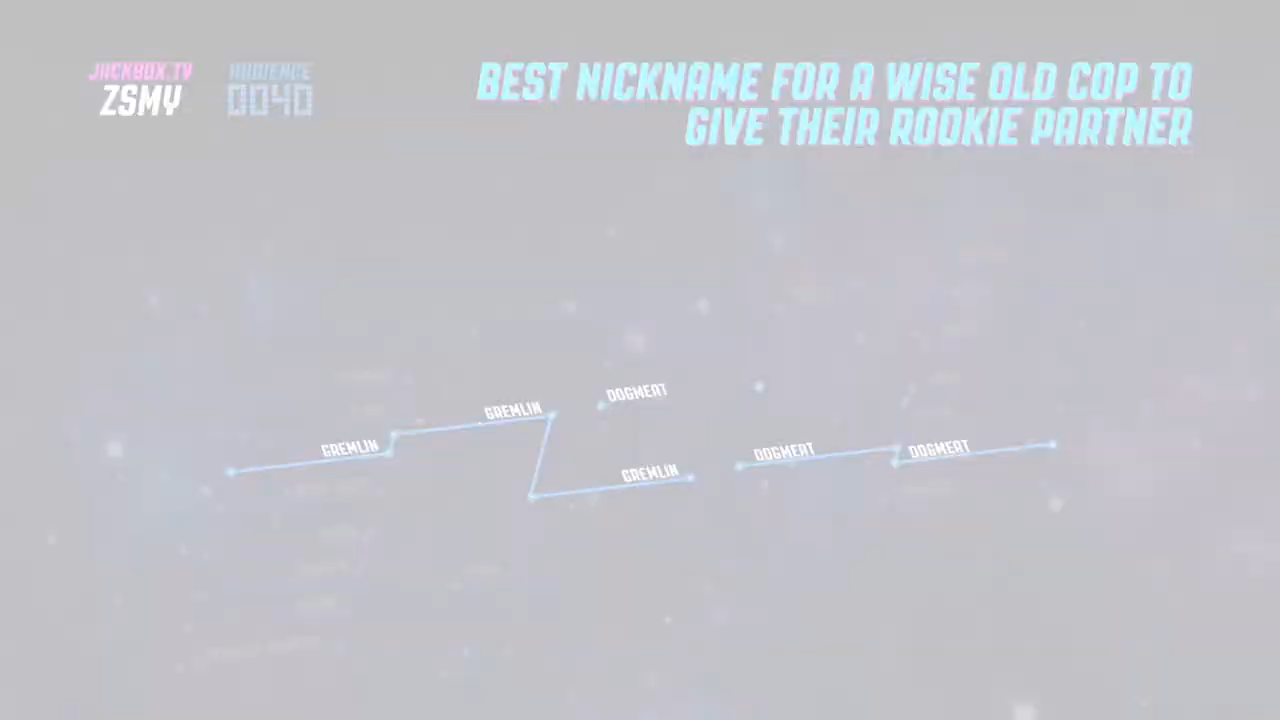 JACKBOX.TV
ZSMY
AUDIENCE
0040
BEST NICKNAME FOR A WISE OLD COP TO
GIVE THEIR ROOKIE PARTNER
DOGMEAT
GREMLIN
GREMLIN
DOGMEAT
DOGMEAT
GREMLIN